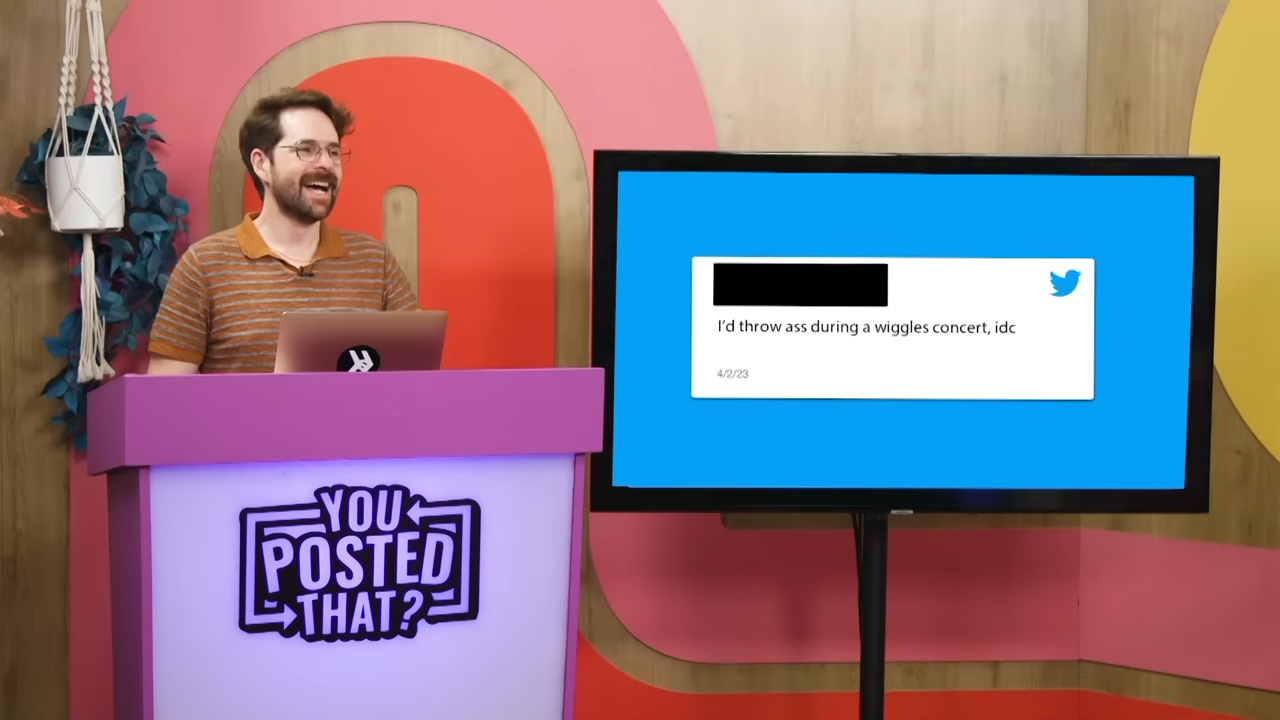 I'd throw ass during a wiggles concert, idc
4/2/23
YOU
POSTED
THAT?